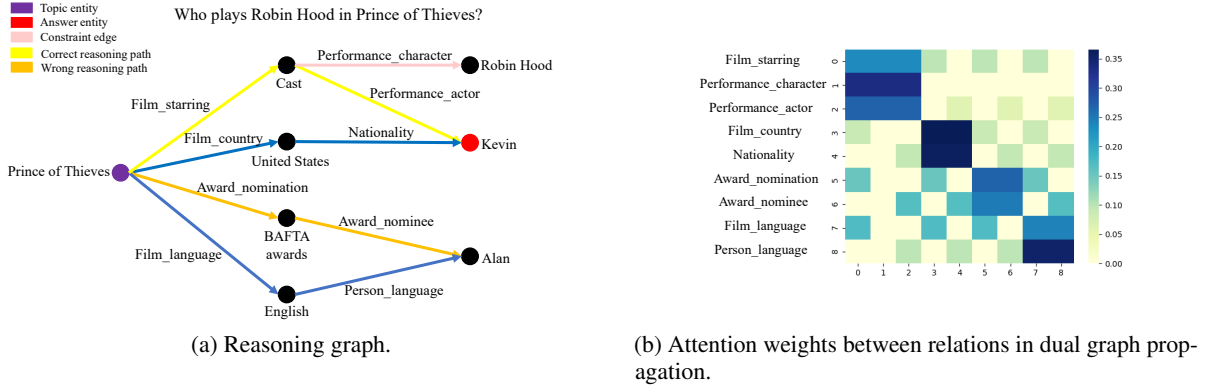 Topic entity
Answer entity
Constraint edge
Correct reasoning path
Wrong reasoning path
Who plays Robin Hood in Prince of Thieves?
Performance_character
Robin Hood
Cast
Film_starring
Performance_actor
Film_country
Nationality
Kevin
United States
Prince of Thieves
Award_nomination
Award_nominee
BAFTA
awards
Alan
Film_language
Person_language
English
(a) Reasoning graph.
Film_starring
Performance_character
Performance_actor
Film_country
Nationality
Award_nomination
Award_nominee
Film_language
Person_language
0
1
2
3
4
5
6
7
8
0 1 2 3 4 5 6 7 8
0.35
0.30
0.25
0.20
0.15
0.10
0.05
0.00
(b) Attention weights between relations in dual graph prop-
agation.